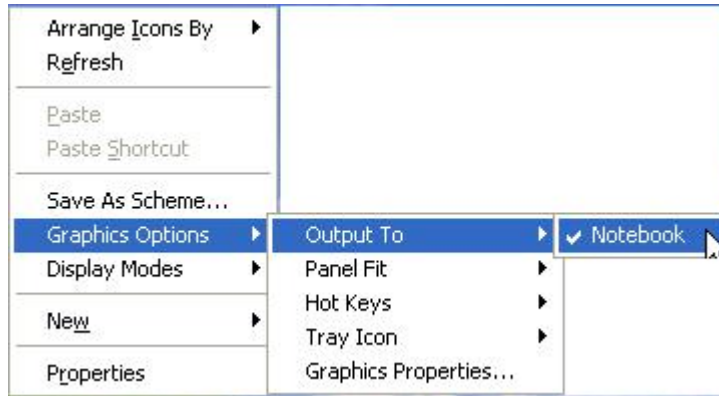 Arrange Icons By
Refresh
Paste
Paste Shortcut
Save As Scheme...
Graphics Options
Display Modes
New
Properties
Output To
Panel Fit
Hot Keys
Tray Icon
Graphics Properties...
Notebook